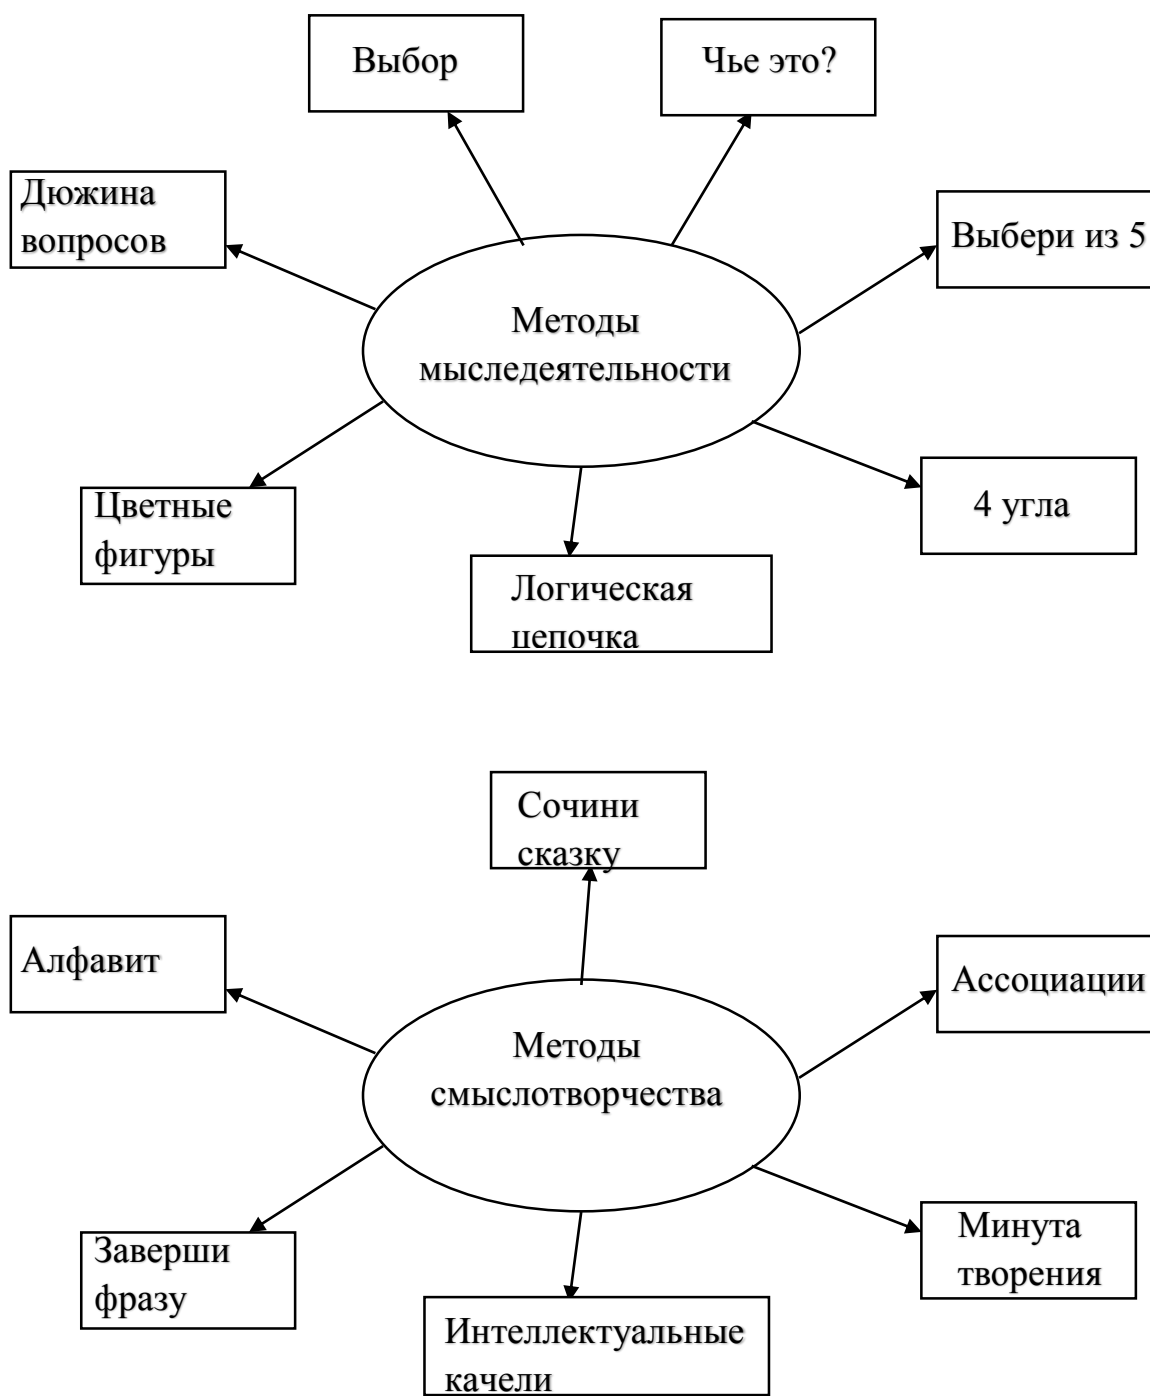 Выбор
Чье это?
Дюжина
вопросов
Выбери из 5
Методы
мыследеятельности
Цветные
фигуры
4 угла
Логическая
цепочка
Сочини
сказку
Алфавит
Ассоциации
Методы
смыслотворчества
Заверши
фразу
Минута
творения
Интеллектуальные
качели